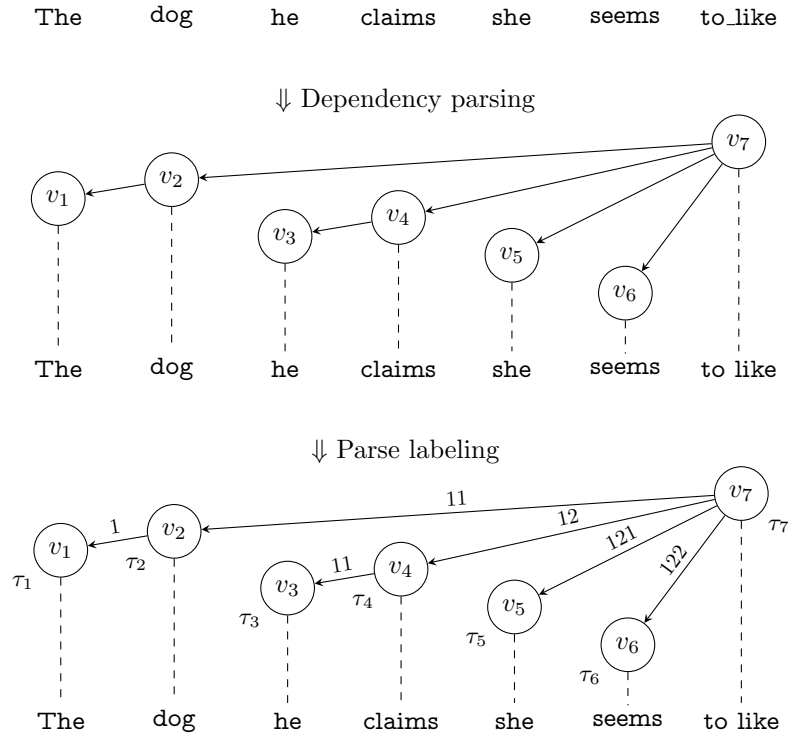 The dog he claims she seems to_like
⇓ Dependency parsing
v₇
v₂
v₁
v₄
v₃
v₅
v₆
The dog he claims she seems to like
⇓ Parse labeling
v₇
11
τ₇
12
1
v₂
v₁
121
τ₂
11
v₄
122
τ₁
v₃
τ₄
v₅
τ₃
τ₅
v₆
τ₆
The dog he claims she seems to like